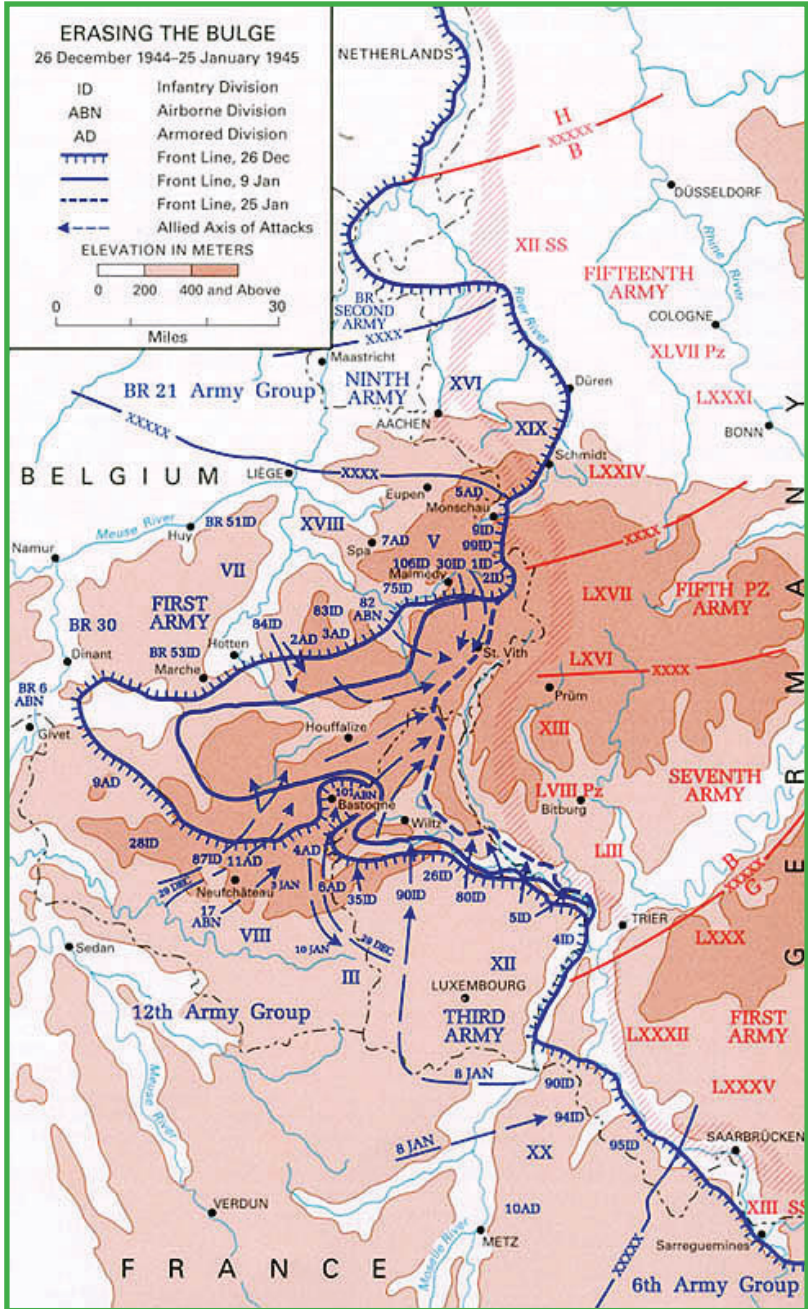 ERASING THE BULGE
26 December 1944–25 January 1945
ID Infantry Division
ABN Airborne Division
AD Armored Division
Front Line, 26 Dec
Front Line, 9 Jan
Front Line, 25 Jan
Allied Axis of Attacks
ELEVATION IN METERS
0 200 400 and Above
0 30
Miles
NETHERLANDS
H
XXXXX
B
DÜSSELDORF
Rhine River
XII SS
FIFTEENTH
ARMY
COLOGNE
BR
SECOND
ARMY
XXXX
Roer River
Maastricht
XLVII Pz
BR 21 Army Group
NINTH
ARMY
XVI
Düren
LXXXI
XXXXX
AACHEN
XIX
BONN
BELGIUM
LIÈGE
XXXX
Schmidt
LXXIV
Eupen
5AD
Monschau
XXXX
Meuse River
BR 51ID
Huy
XVIII
Spa
7AD
V
9ID
99ID
Namur
VII
106ID
30ID
1ID
Malmedy
75ID
2ID
LXVII
FIFTH PZ
ARMY
FIRST
ARMY
83ID
82
ABN
84ID
2AD
3AD
BR 30
Hotten
BR 53ID
Dinant
Marche
St. Vith
LXVI
XXXX
BR 6
ABN
Prüm
Givet
Houffalize
XIII
9AD
101
ABN
Bastogne
SEVENTH
ARMY
LVIII Pz
Bitburg
Wiltz
28ID
87ID
11AD
4AD
LIII
B
XXXXX
G
29 DEC
Neufchâteau
3 JAN
6AD
35ID
90ID
26ID
80ID
5ID
17
ABN
VIII
TRIER
4ID
LXXX
Sedan
10 JAN
29 DEC
III
XII
LUXEMBOURG
12th Army Group
THIRD
ARMY
FIRST
ARMY
LXXXII
8 JAN
90ID
LXXXV
Meuse River
94ID
8 JAN
XX
95ID
SAARBRÜCKEN
VERDUN
10AD
METZ
XIII SS
Moselle River
XXXXX
Sarreguemines
FRANCE
6th Army Group
GERMANY